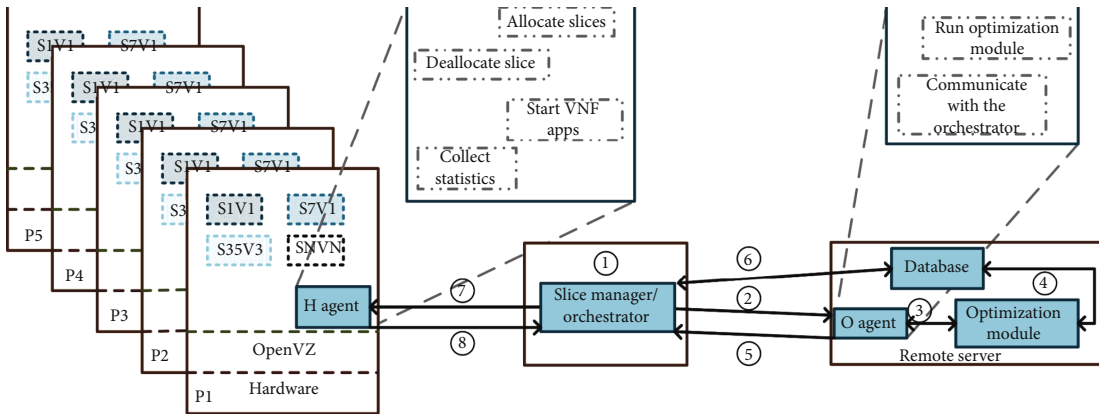 Allocate slices
Deallocate slice
Start VNF
apps
Collect
statistics
Run optimization
module
Communicate
with the
orchestrator
S1V1
S7V1
S3
P5
S1V1
S7V1
S3
P4
S1V1
S7V1
S3
P3
S1V1
S7V1
S3
P2
S1V1
S7V1
S35V3
SNVN
H agent
OpenVZ
Hardware
P1
7
8
1
Slice manager/
orchestrator
6
2
5
Database
4
O agent
3
Optimization
module
Remote server